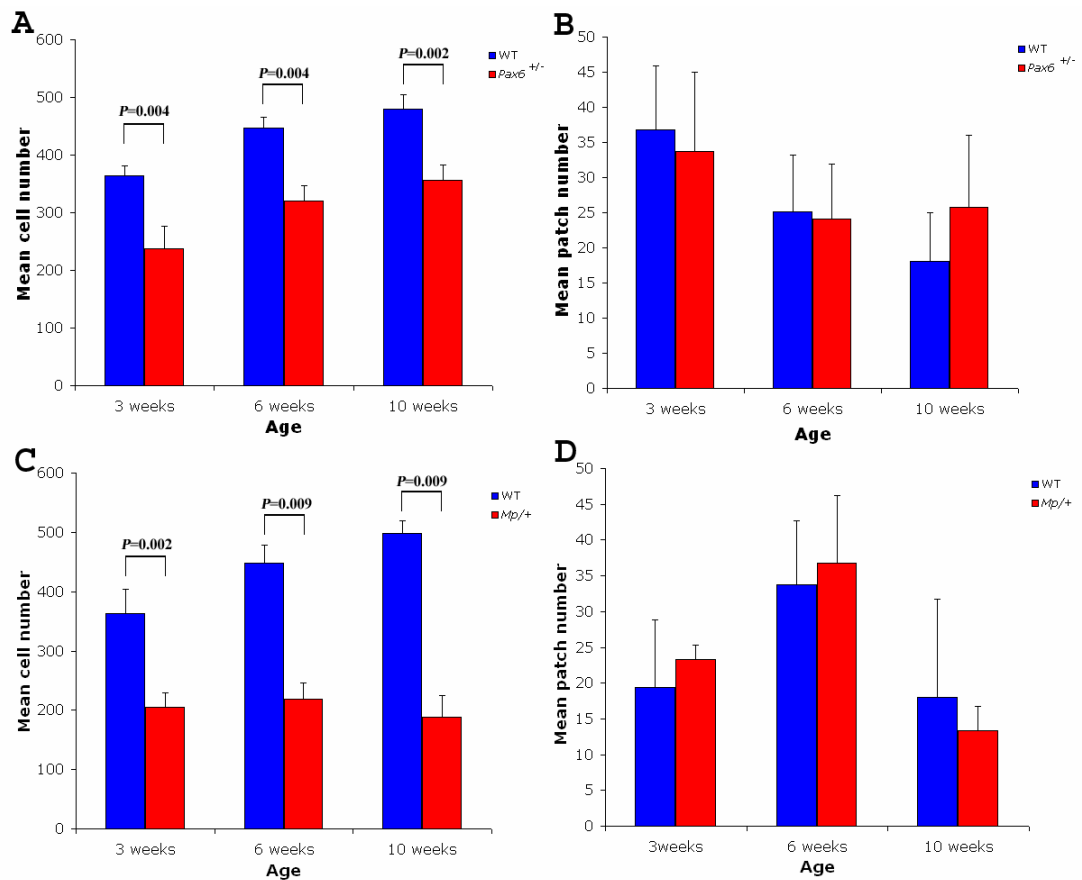 A
600
500
400
300
200
100
0
Mean cell number
P=0.004
P=0.004
P=0.002
WT
Pax6 +/-
3 weeks
6 weeks
10 weeks
Age
B
50
45
40
35
30
25
20
15
10
5
0
Mean patch number
WT
Pax6 +/-
3 weeks
6 weeks
10 weeks
Age
C
600
500
400
300
200
100
0
Mean cell number
P=0.002
P=0.009
P=0.009
WT
Mp/+
3 weeks
6 weeks
10 weeks
Age
D
50
45
40
35
30
25
20
15
10
5
0
Mean patch number
WT
Mp/+
3weeks
6 weeks
10 weeks
Age